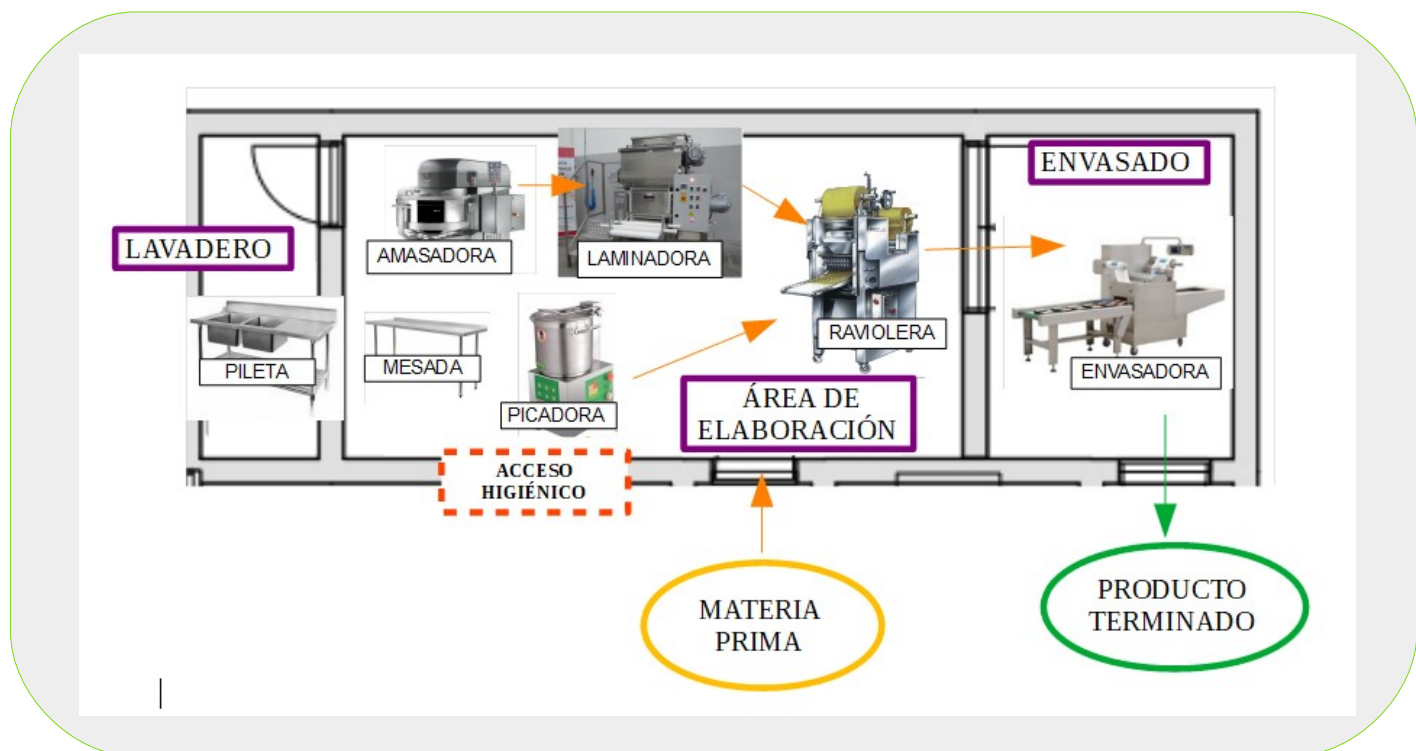 ENVASADO
LAVADERO
AMASADORA
LAMINADORA
RAVIOLERA
PILETA
MESADA
PICADORA
ENVASADORA
ÁREA DE
ELABORACIÓN
ACCESO
HIGIÉNICO
MATERIA
PRIMA
PRODUCTO
TERMINADO